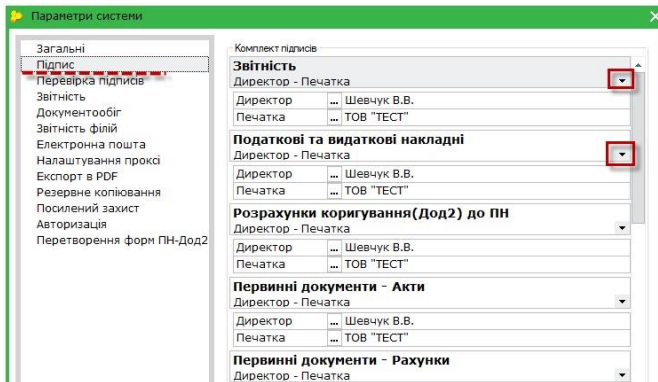 Параметри системи
Загальні
Підпис
Перевірка підписів
Звітність
Документообіг
Звітність філій
Електронна пошта
Налаштування проксі
Експорт в PDF
Резервне копіювання
Посилений захист
Авторизація
Перетворення форм ПН-Дод2
Комплект підписів
Звітність
Директор - Печатка
Директор ... Шевчук В.В.
Печатка ... ТОВ "ТЕСТ"
Податкові та видаткові накладні
Директор - Печатка
Директор ... Шевчук В.В.
Печатка ... ТОВ "ТЕСТ"
Розрахунки коригування(Дод2) до ПН
Директор - Печатка
Директор ... Шевчук В.В.
Печатка ... ТОВ "ТЕСТ"
Первинні документи - Акти
Директор - Печатка
Директор ... Шевчук В.В.
Печатка ... ТОВ "ТЕСТ"
Первинні документи - Рахунки
Директор - Печатка